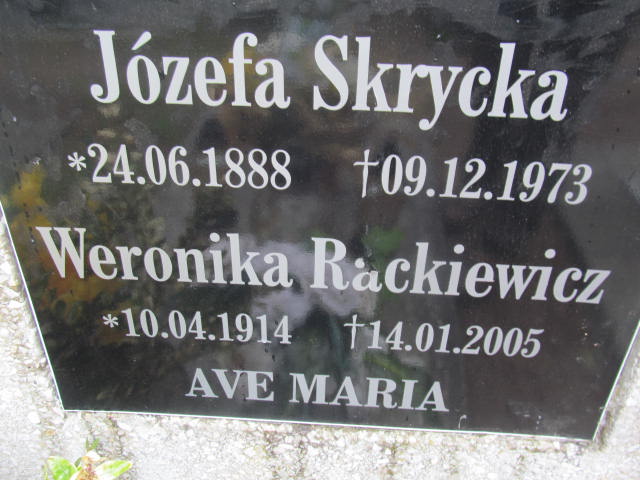 Józefa Skrycka
*24.06.1888 †09.12.1973
Weronika Rackiewicz
*10.04.1914 †14.01.2005
AVE MARIA